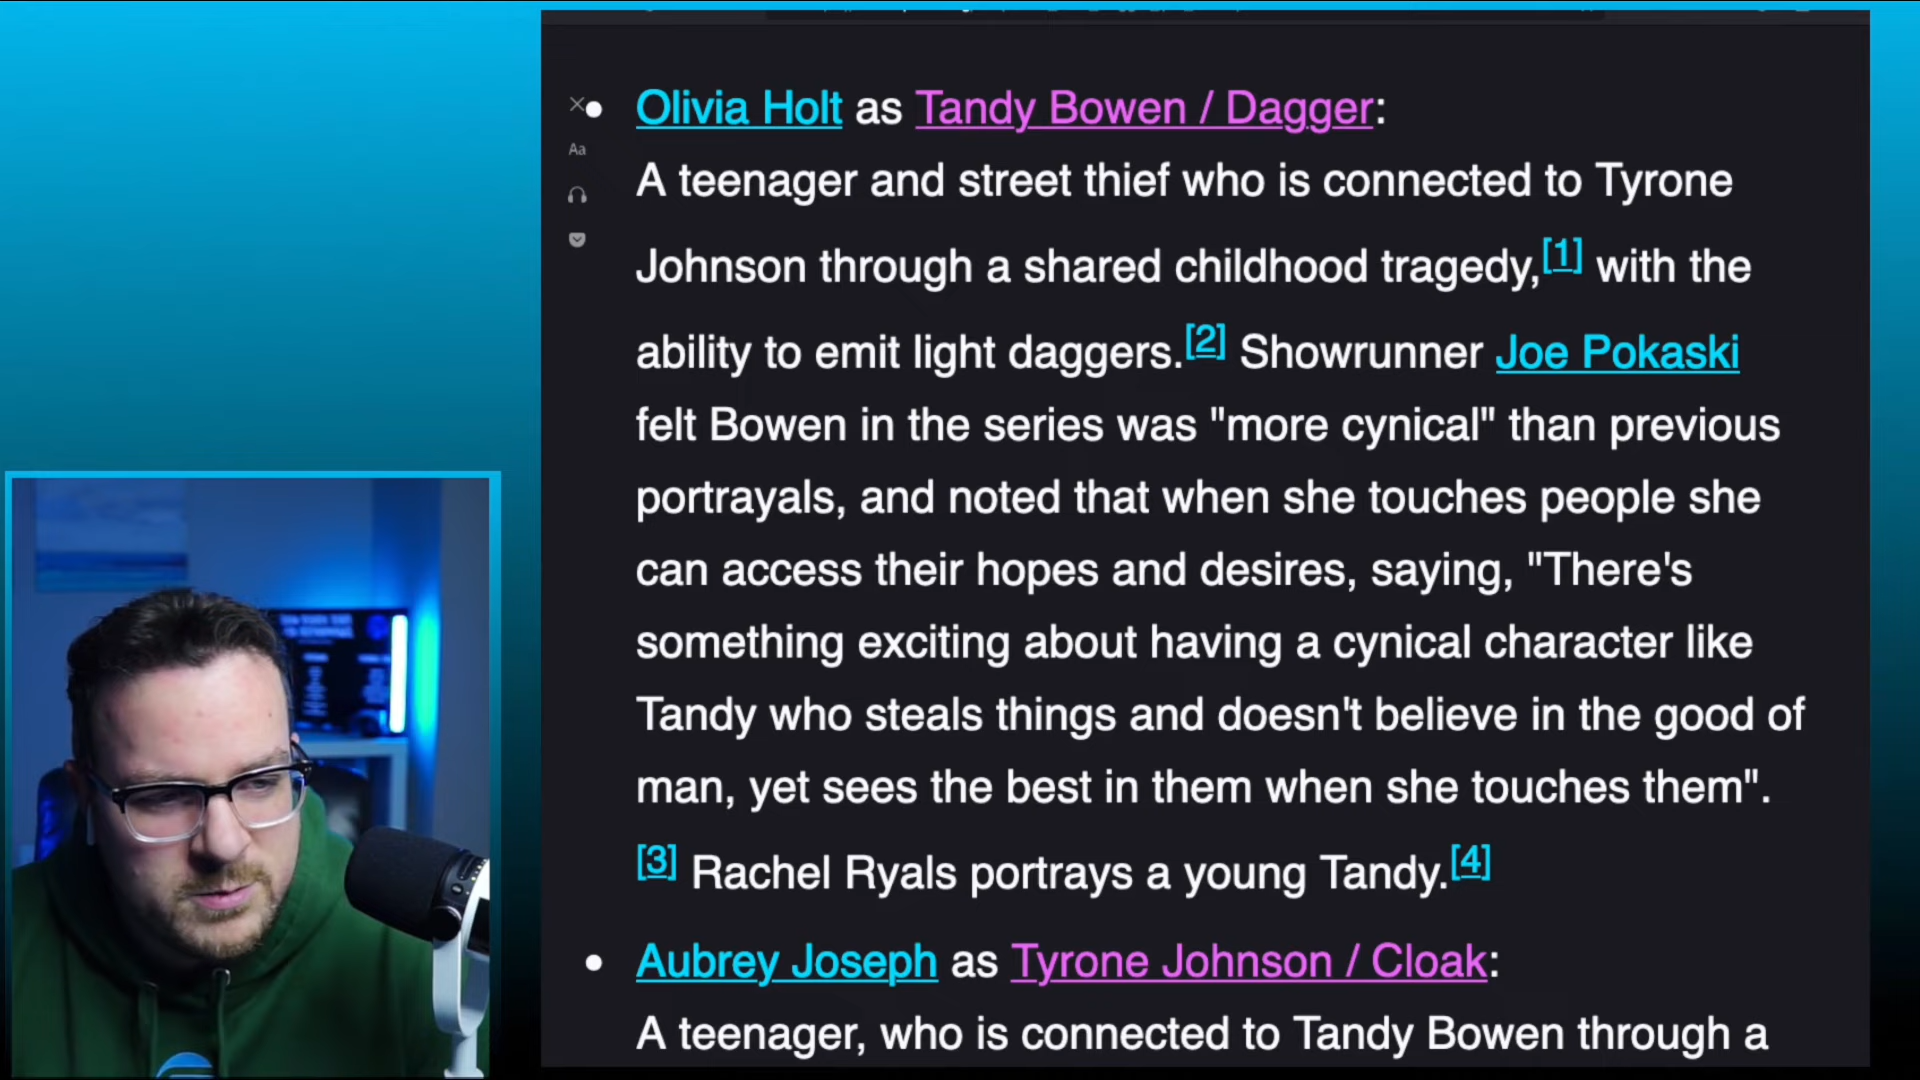 Olivia Holt as Tandy Bowen / Dagger:
Aa
A teenager and street thief who is connected to Tyrone
Johnson through a shared childhood tragedy,[1] with the
ability to emit light daggers.[2] Showrunner Joe Pokaski
felt Bowen in the series was "more cynical" than previous
portrayals, and noted that when she touches people she
can access their hopes and desires, saying, "There's
something exciting about having a cynical character like
Tandy who steals things and doesn't believe in the good of
man, yet sees the best in them when she touches them".
[3] Rachel Ryals portrays a young Tandy.[4]
Aubrey Joseph as Tyrone Johnson / Cloak:
A teenager, who is connected to Tandy Bowen through a